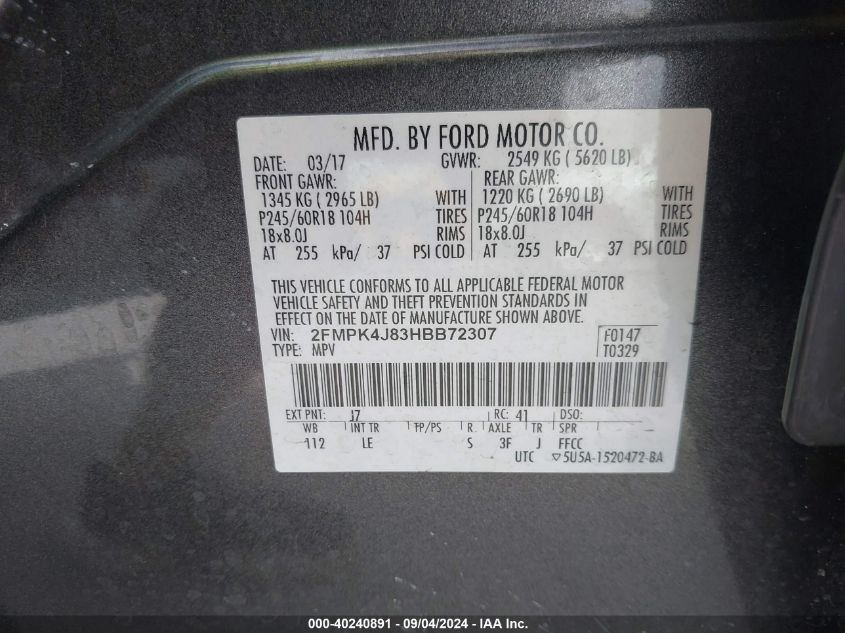 MFD. BY FORD MOTOR CO.
DATE: 03/17 GVWR: 2549 KG ( 5620 LB)
FRONT GAWR: REAR GAWR:
1345 KG ( 2965 LB) WITH 1220 KG ( 2690 LB) WITH
P245/60R18 104H TIRES P245/60R18 104H TIRES
18x8.0J RIMS 18x8.0J RIMS
AT 255 kPa/ 37 PSI COLD AT 255 kPa/ 37 PSI COLD
THIS VEHICLE CONFORMS TO ALL APPLICABLE FEDERAL MOTOR
VEHICLE SAFETY AND THEFT PREVENTION STANDARDS IN
EFFECT ON THE DATE OF MANUFACTURE SHOWN ABOVE.
VIN: 2FMPK4J83HBB72307 F0147
TYPE: MPV T0329
EXT PNT: J7 RC: 41 DSO:
WB INT TR TP/PS R AXLE TR SPR
112 LE S 3F J FFCC
UTC ▽5U5A-1520472-BA
000-40240891 - 09/04/2024 - IAA Inc.